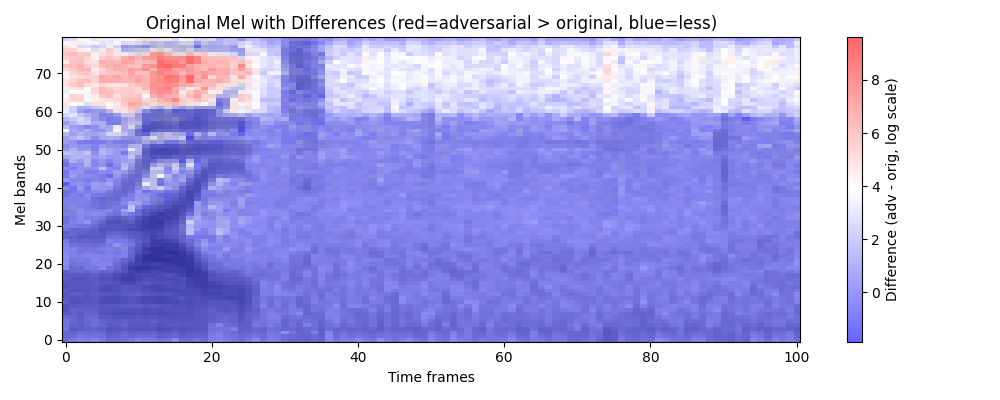 Original Mel with Differences (red=adversarial > original, blue=less)
Mel bands
70
60
50
40
30
20
10
0
0 20 40 60 80 100
Time frames
8
6
4
2
0
Difference (adv - orig, log scale)